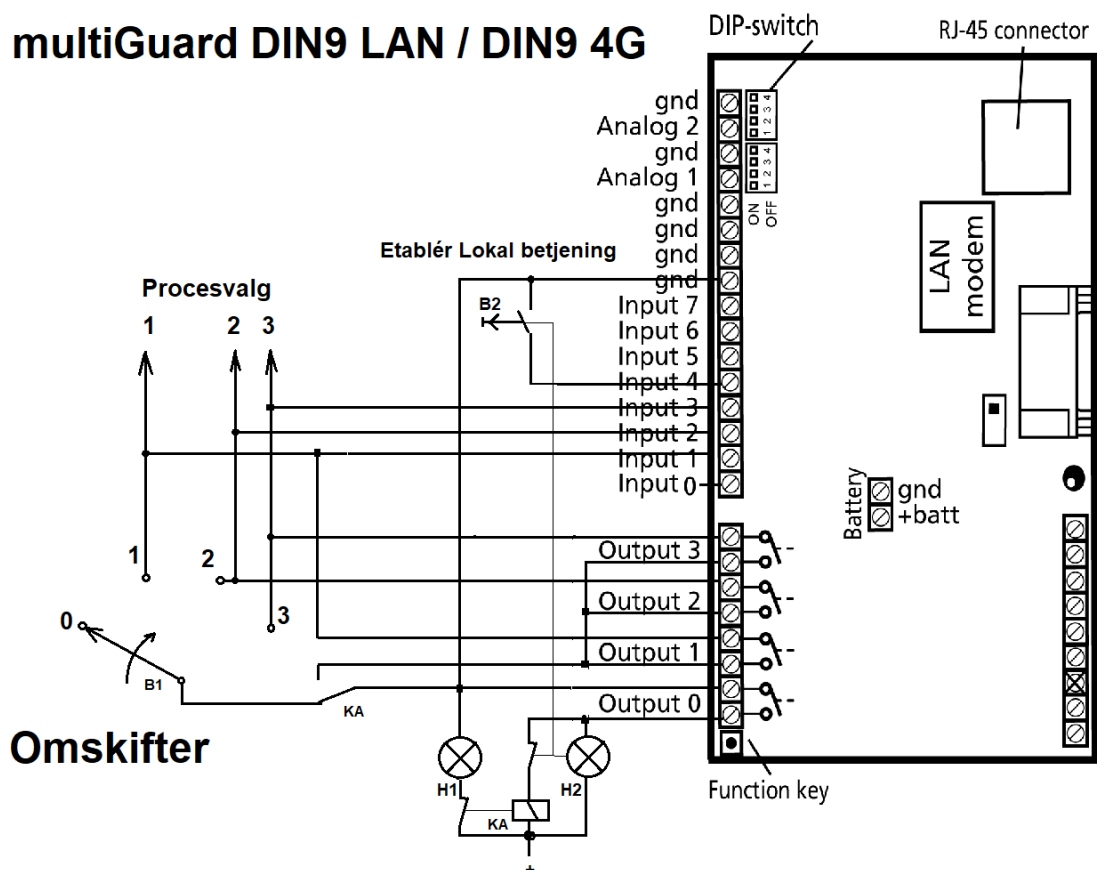 multiGuard DIN9 LAN / DIN9 4G
DIP-switch
RJ-45 connector
gnd
Analog 2
gnd
Analog 1
gnd
gnd
gnd
gnd
Input 7
Input 6
Input 5
Input 4
Input 3
Input 2
Input 1
Input 0
1 2 3 4
1 2 3 4
ON
OFF
LAN
modem
Etablér Lokal betjening
B2
Procesvalg
1 2 3
Battery
gnd
+batt
Output 3
Output 2
Output 1
Output 0
1
2
3
0
B1
KA
Omskifter
H1
KA
H2
+
Function key